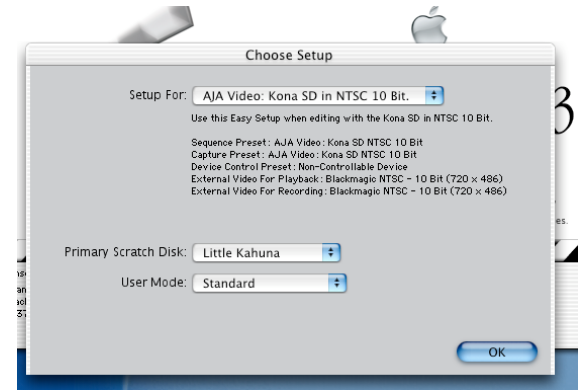 Choose Setup
Setup For: AJA Video: Kona SD in NTSC 10 Bit.
3
Use this Easy Setup when editing with the Kona SD in NTSC 10 Bit.
Sequence Preset: AJA Video: Kona SD NTSC 10 Bit
Capture Preset: AJA Video: Kona SD NTSC 10 Bit
Device Control Preset: Non-Controllable Device
External Video For Playback: Blackmagic NTSC - 10 Bit (720 x 486)
External Video For Recording: Blackmagic NTSC - 10 Bit (720 x 486)
es.
Primary Scratch Disk: Little Kahuna
User Mode: Standard
37
OK